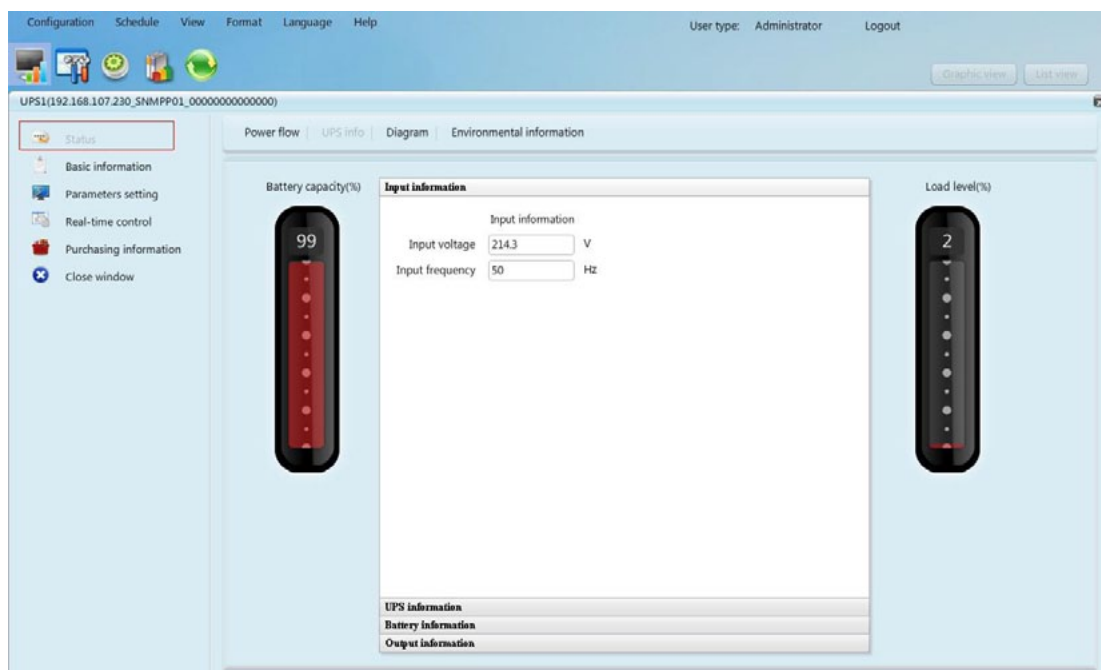 Configuration Schedule View Format Language Help User type: Administrator Logout
Graphic view List view
UPS1(192.168.107.230_SNMPP01_00000000000000)
Status
Basic information
Parameters setting
Real-time control
Purchasing information
Close window
Power flow UPS info Diagram Environmental information
Battery capacity(%)
99
Input information
Input information
Input voltage 214.3 V
Input frequency 50 Hz
UPS information
Battery information
Output information
Load level(%)
2